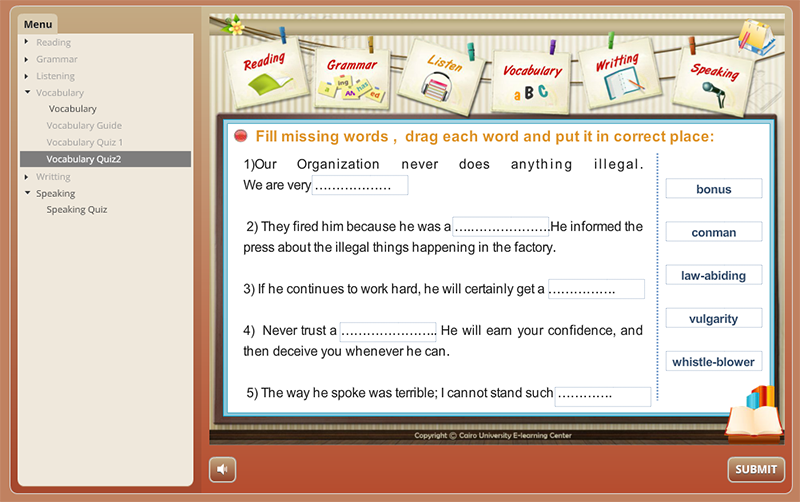 Menu
Reading
Grammar
Listening
Vocabulary
Vocabulary
Vocabulary Guide
Vocabulary Quiz 1
Vocabulary Quiz2
Writting
Speaking
Speaking Quiz
Reading
Grammar
a ing has ed
Listen
Vocabulary
a B C
Writting
Speaking
Fill missing words , drag each word and put it in correct place:
1)Our Organization never does anything illegal.
We are very ………………
2) They fired him because he was a ….………………. He informed the
press about the illegal things happening in the factory.
3) If he continues to work hard, he will certainly get a …………….
4) Never trust a ………………….. He will earn your confidence, and
then deceive you whenever he can.
5) The way he spoke was terrible; I cannot stand such ………….
bonus
conman
law-abiding
vulgarity
whistle-blower
Copyright © Cairo University E-learning Center
SUBMIT